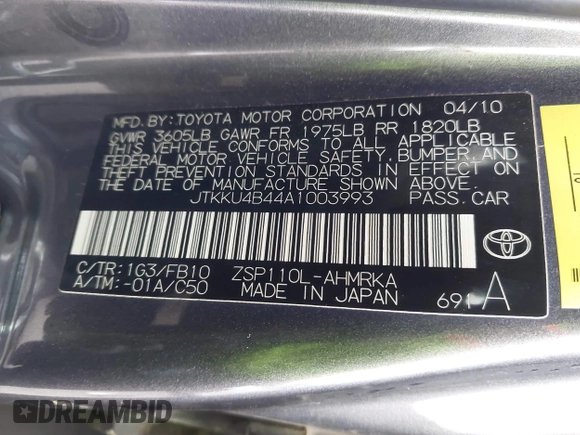 MFD.BY:TOYOTA MOTOR CORPORATION 04/10
GVWR 3605LB GAWR FR 1975LB RR 1820LB
THIS VEHICLE CONFORMS TO ALL APPLICABLE
FEDERAL MOTOR VEHICLE SAFETY, BUMPER, AND
THEFT PREVENTION STANDARDS IN EFFECT ON
THE DATE OF MANUFACTURE SHOWN ABOVE.
JTKKU4B44A1003993 PASS.CAR
C/TR:1G3/FB10 ZSP110L-AHMRKA
A/TM:-01A/C50 MADE IN JAPAN
691 A
DREAMBID